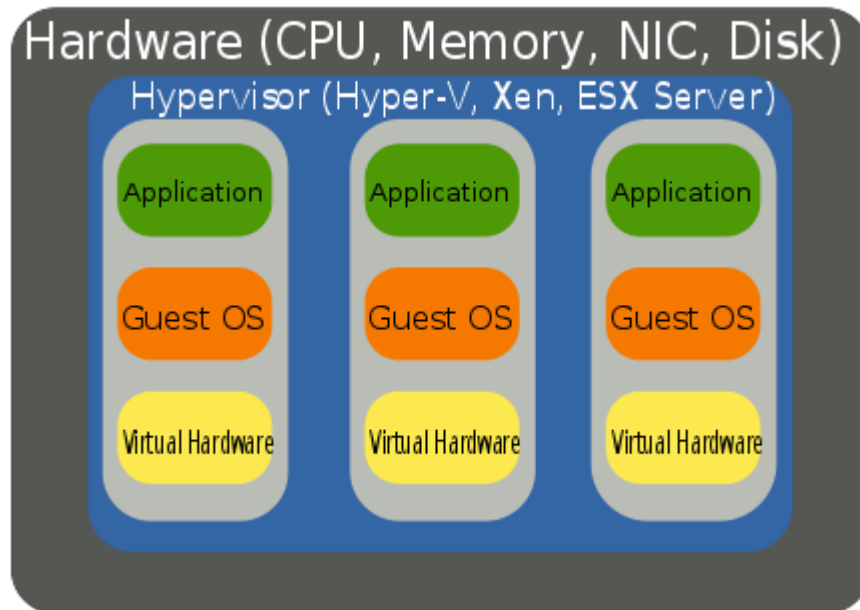 Hardware (CPU, Memory, NIC, Disk)
Hypervisor (Hyper-V, Xen, ESX Server)
Application
Guest OS
Virtual Hardware
Application
Guest OS
Virtual Hardware
Application
Guest OS
Virtual Hardware